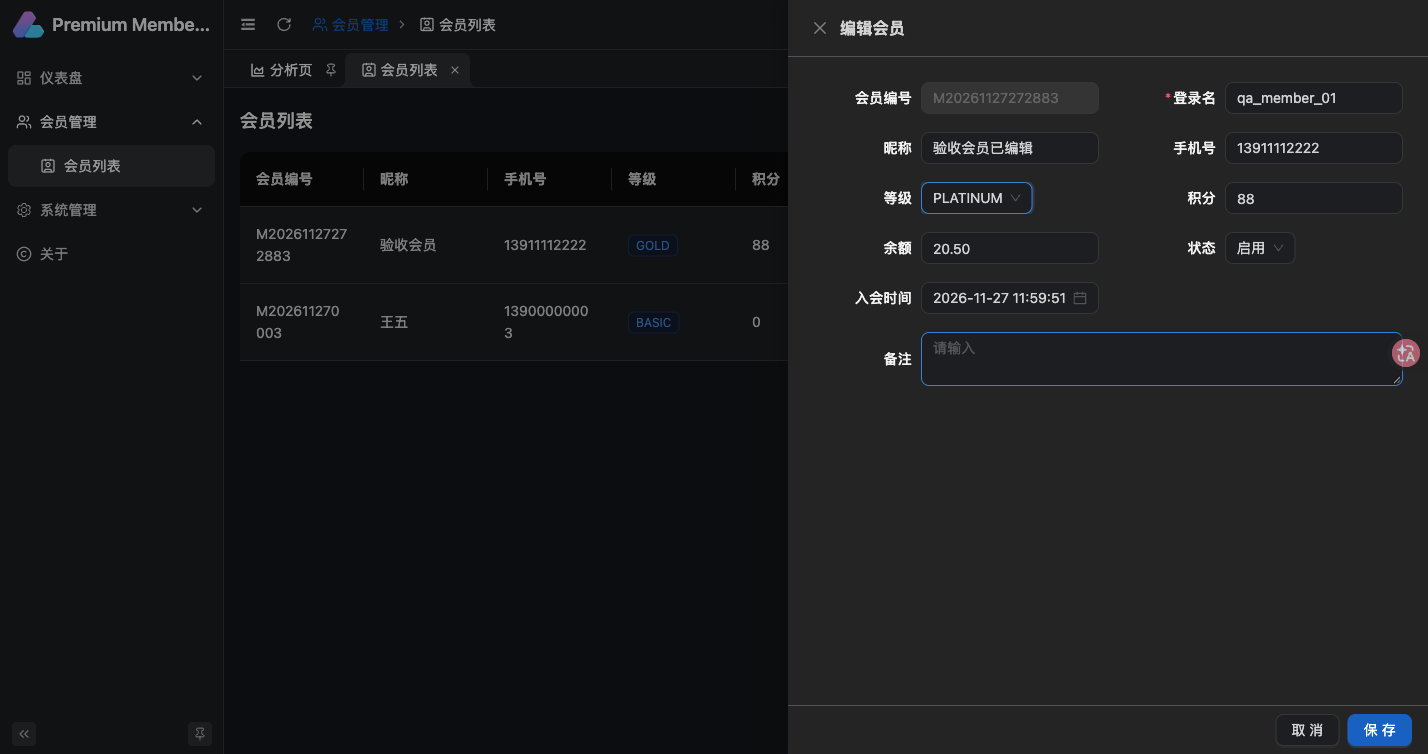 Premium Membe...
仪表盘
会员管理
会员列表
系统管理
关于
会员管理 > 会员列表
分析页
会员列表
会员列表
会员编号 昵称 手机号 等级 积分
M2026112727
2883
验收会员
13911112222
GOLD
88
M202611270
003
王五
1390000000
3
BASIC
0
编辑会员
会员编号 M20261127272883
*登录名 qa_member_01
昵称 验收会员已编辑
手机号 13911112222
等级 PLATINUM
积分 88
余额 20.50
状态 启用
入会时间 2026-11-27 11:59:51
备注 请输入
取消
保存